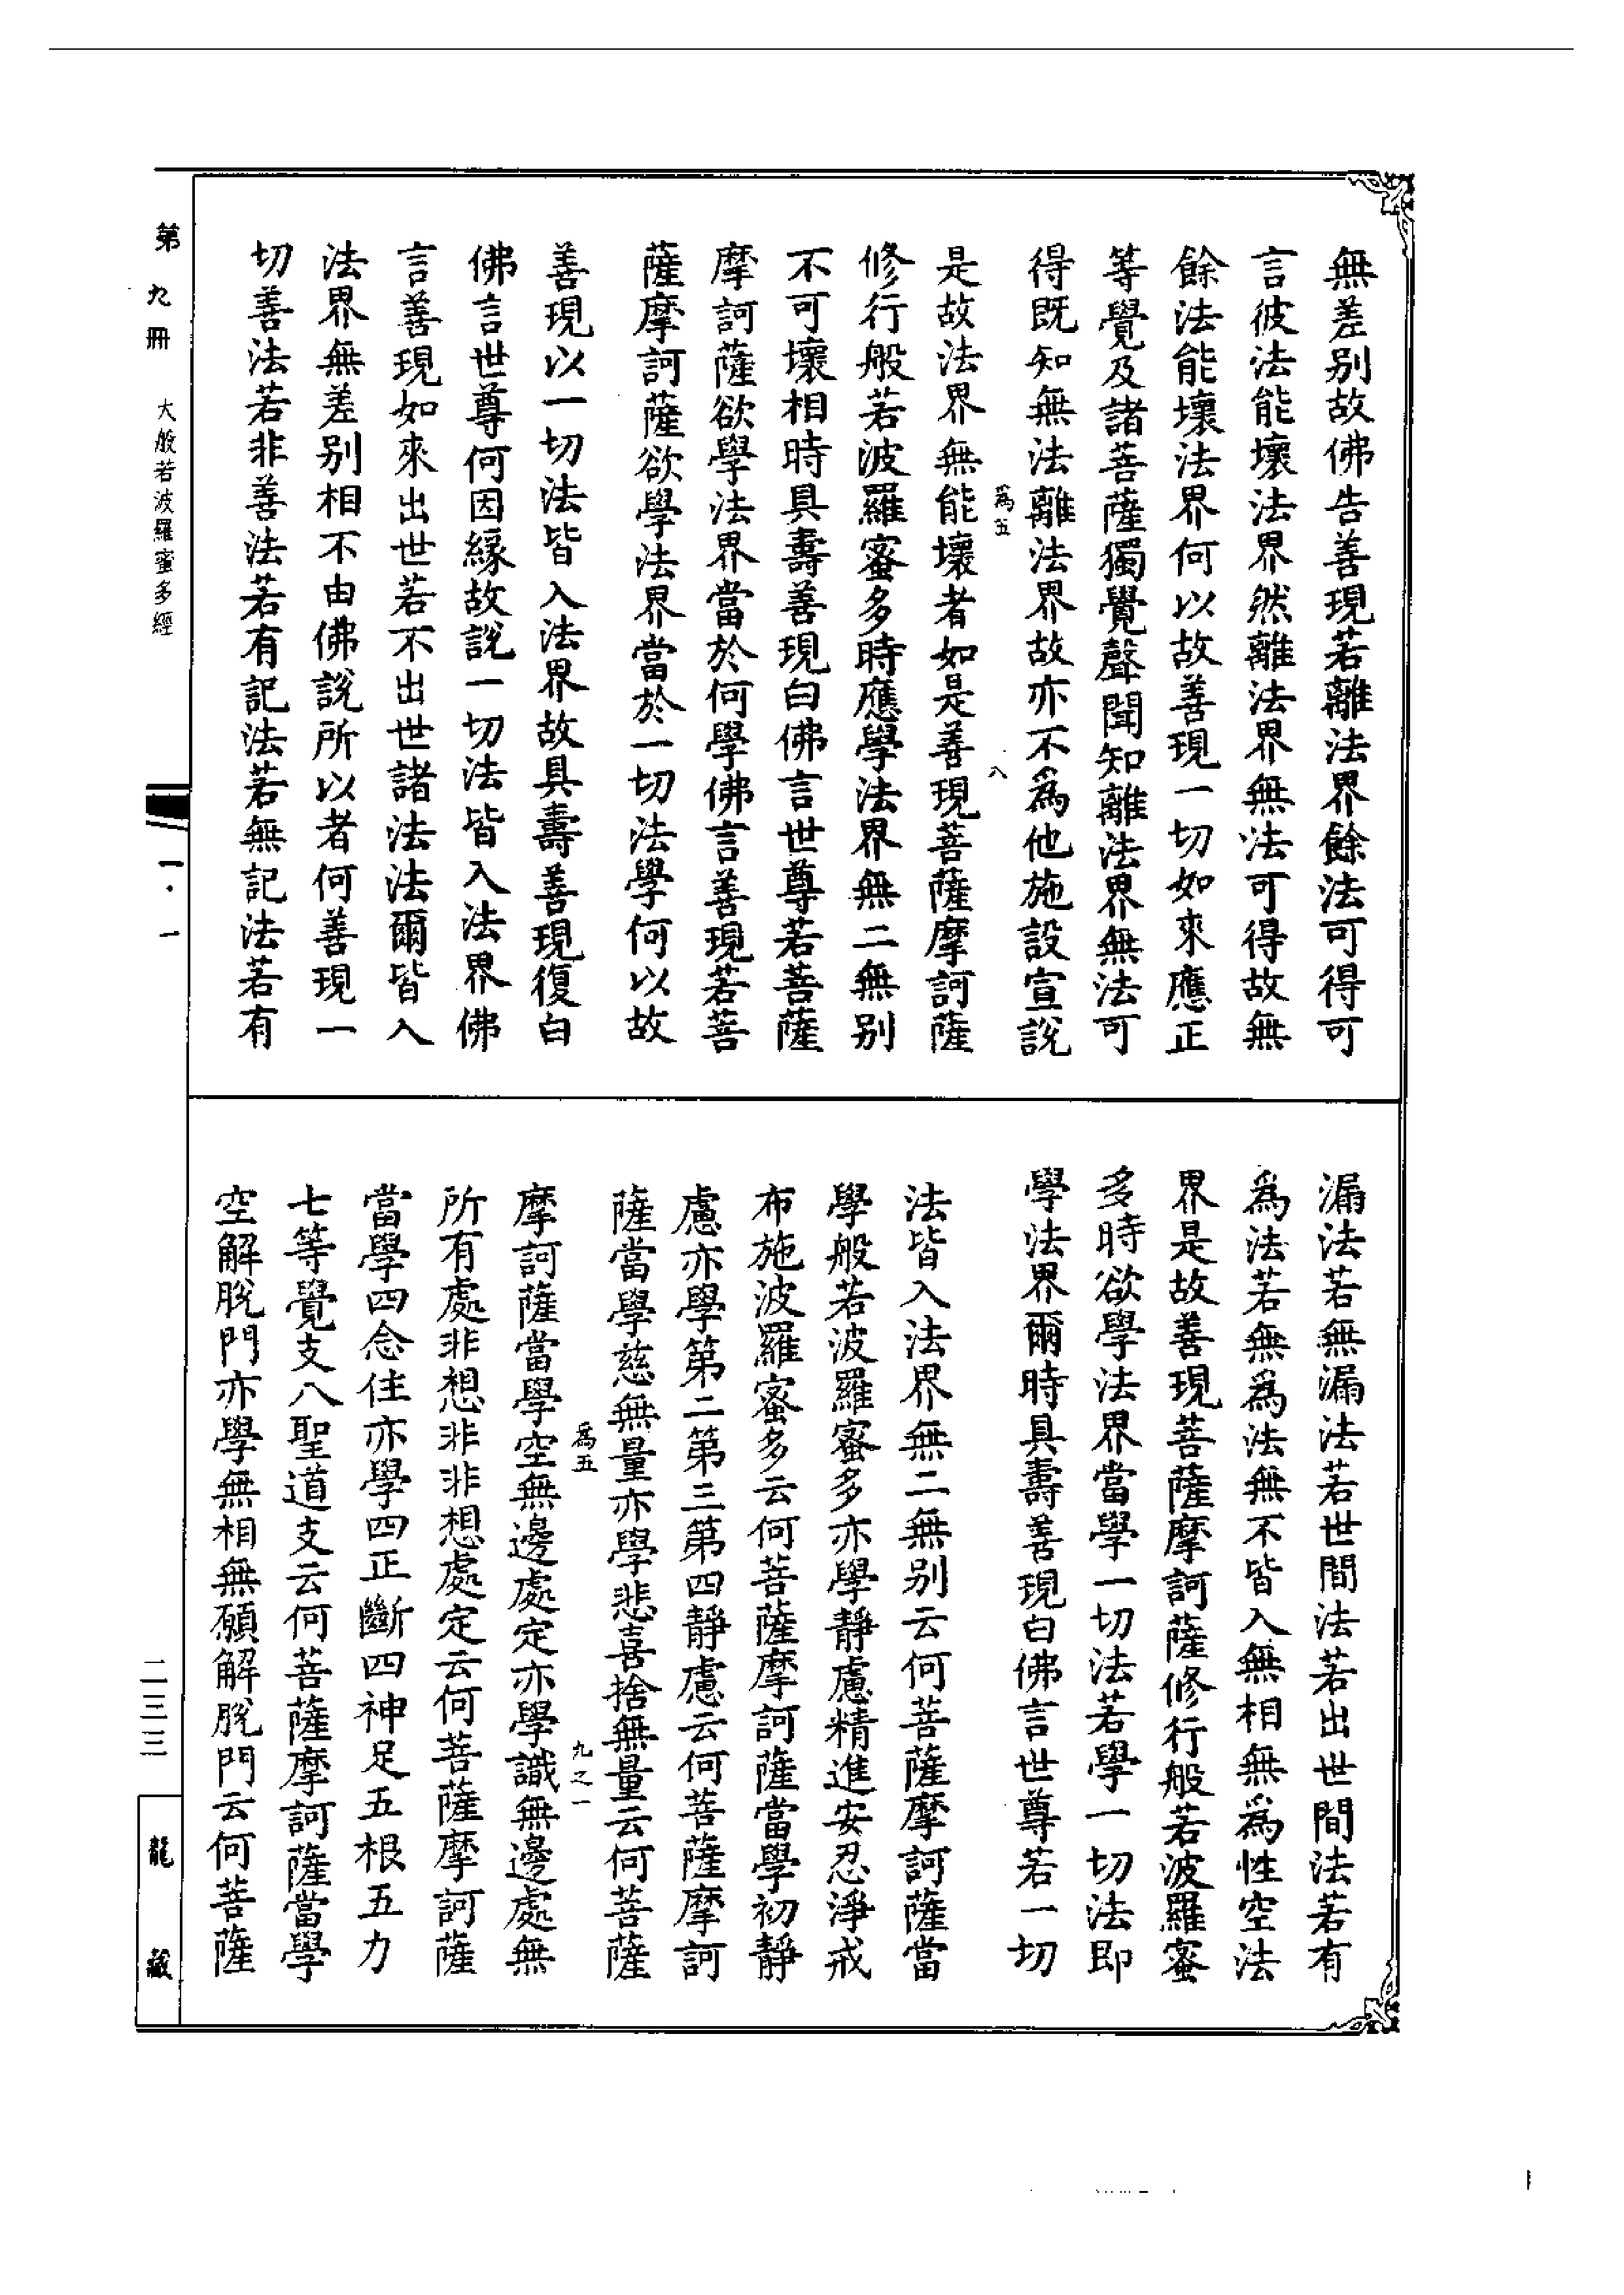 無差别故佛告善現若離法界餘法可得可
言彼法能壞法界然離法界無法可得故無
餘法能壞法界何以故善現一切如來應正
等覺及諸菩薩獨覺聲聞知離法界無法可
得既知無法離法界故亦不爲他施設宣説
爲五
八
是故法界無能壞者如是善現菩薩摩訶薩
修行般若波羅蜜多時應學法界無二無别
不可壞相時具壽善現白佛言世尊若菩薩
摩訶薩欲學法界當於何學佛言善現若菩
薩摩訶薩欲學法界當於一切法學何以故
善現以一切法皆入法界故具壽善現復白
佛言世尊何因緣故說一切法皆入法界佛
言善現如來出世若不出世諸法法爾皆入
法界無差别相不由佛說所以者何善現一
切善法若非善法若有記法若無記法若有
漏法若無漏法若世間法若出世間法若有
爲法若無爲法無不皆入無相無爲性空法
界是故善現菩薩摩訶薩修行般若波羅蜜
多時欲學法界當學一切法若學一切法即
學法界爾時具壽善現白佛言世尊若一切
法皆入法界無二無别云何菩薩摩訶薩當
學般若波羅蜜多亦學靜慮精進安忍淨戒
布施波羅蜜多云何菩薩摩訶薩當學初靜
慮亦學第二第三第四靜慮云何菩薩摩訶
薩當學慈無量亦學悲喜捨無量云何菩薩
爲五
九之一
摩訶薩當學空無邊處定亦學識無邊處無
所有處非想非非想處定云何菩薩摩訶薩
當學四念住亦學四正斷四神足五根五力
七等覺支八聖道支云何菩薩摩訶薩當學
空解脫門亦學無相無願解脫門云何菩薩
第九冊
大般若波羅蜜多經
一·一
二三三
龍藏